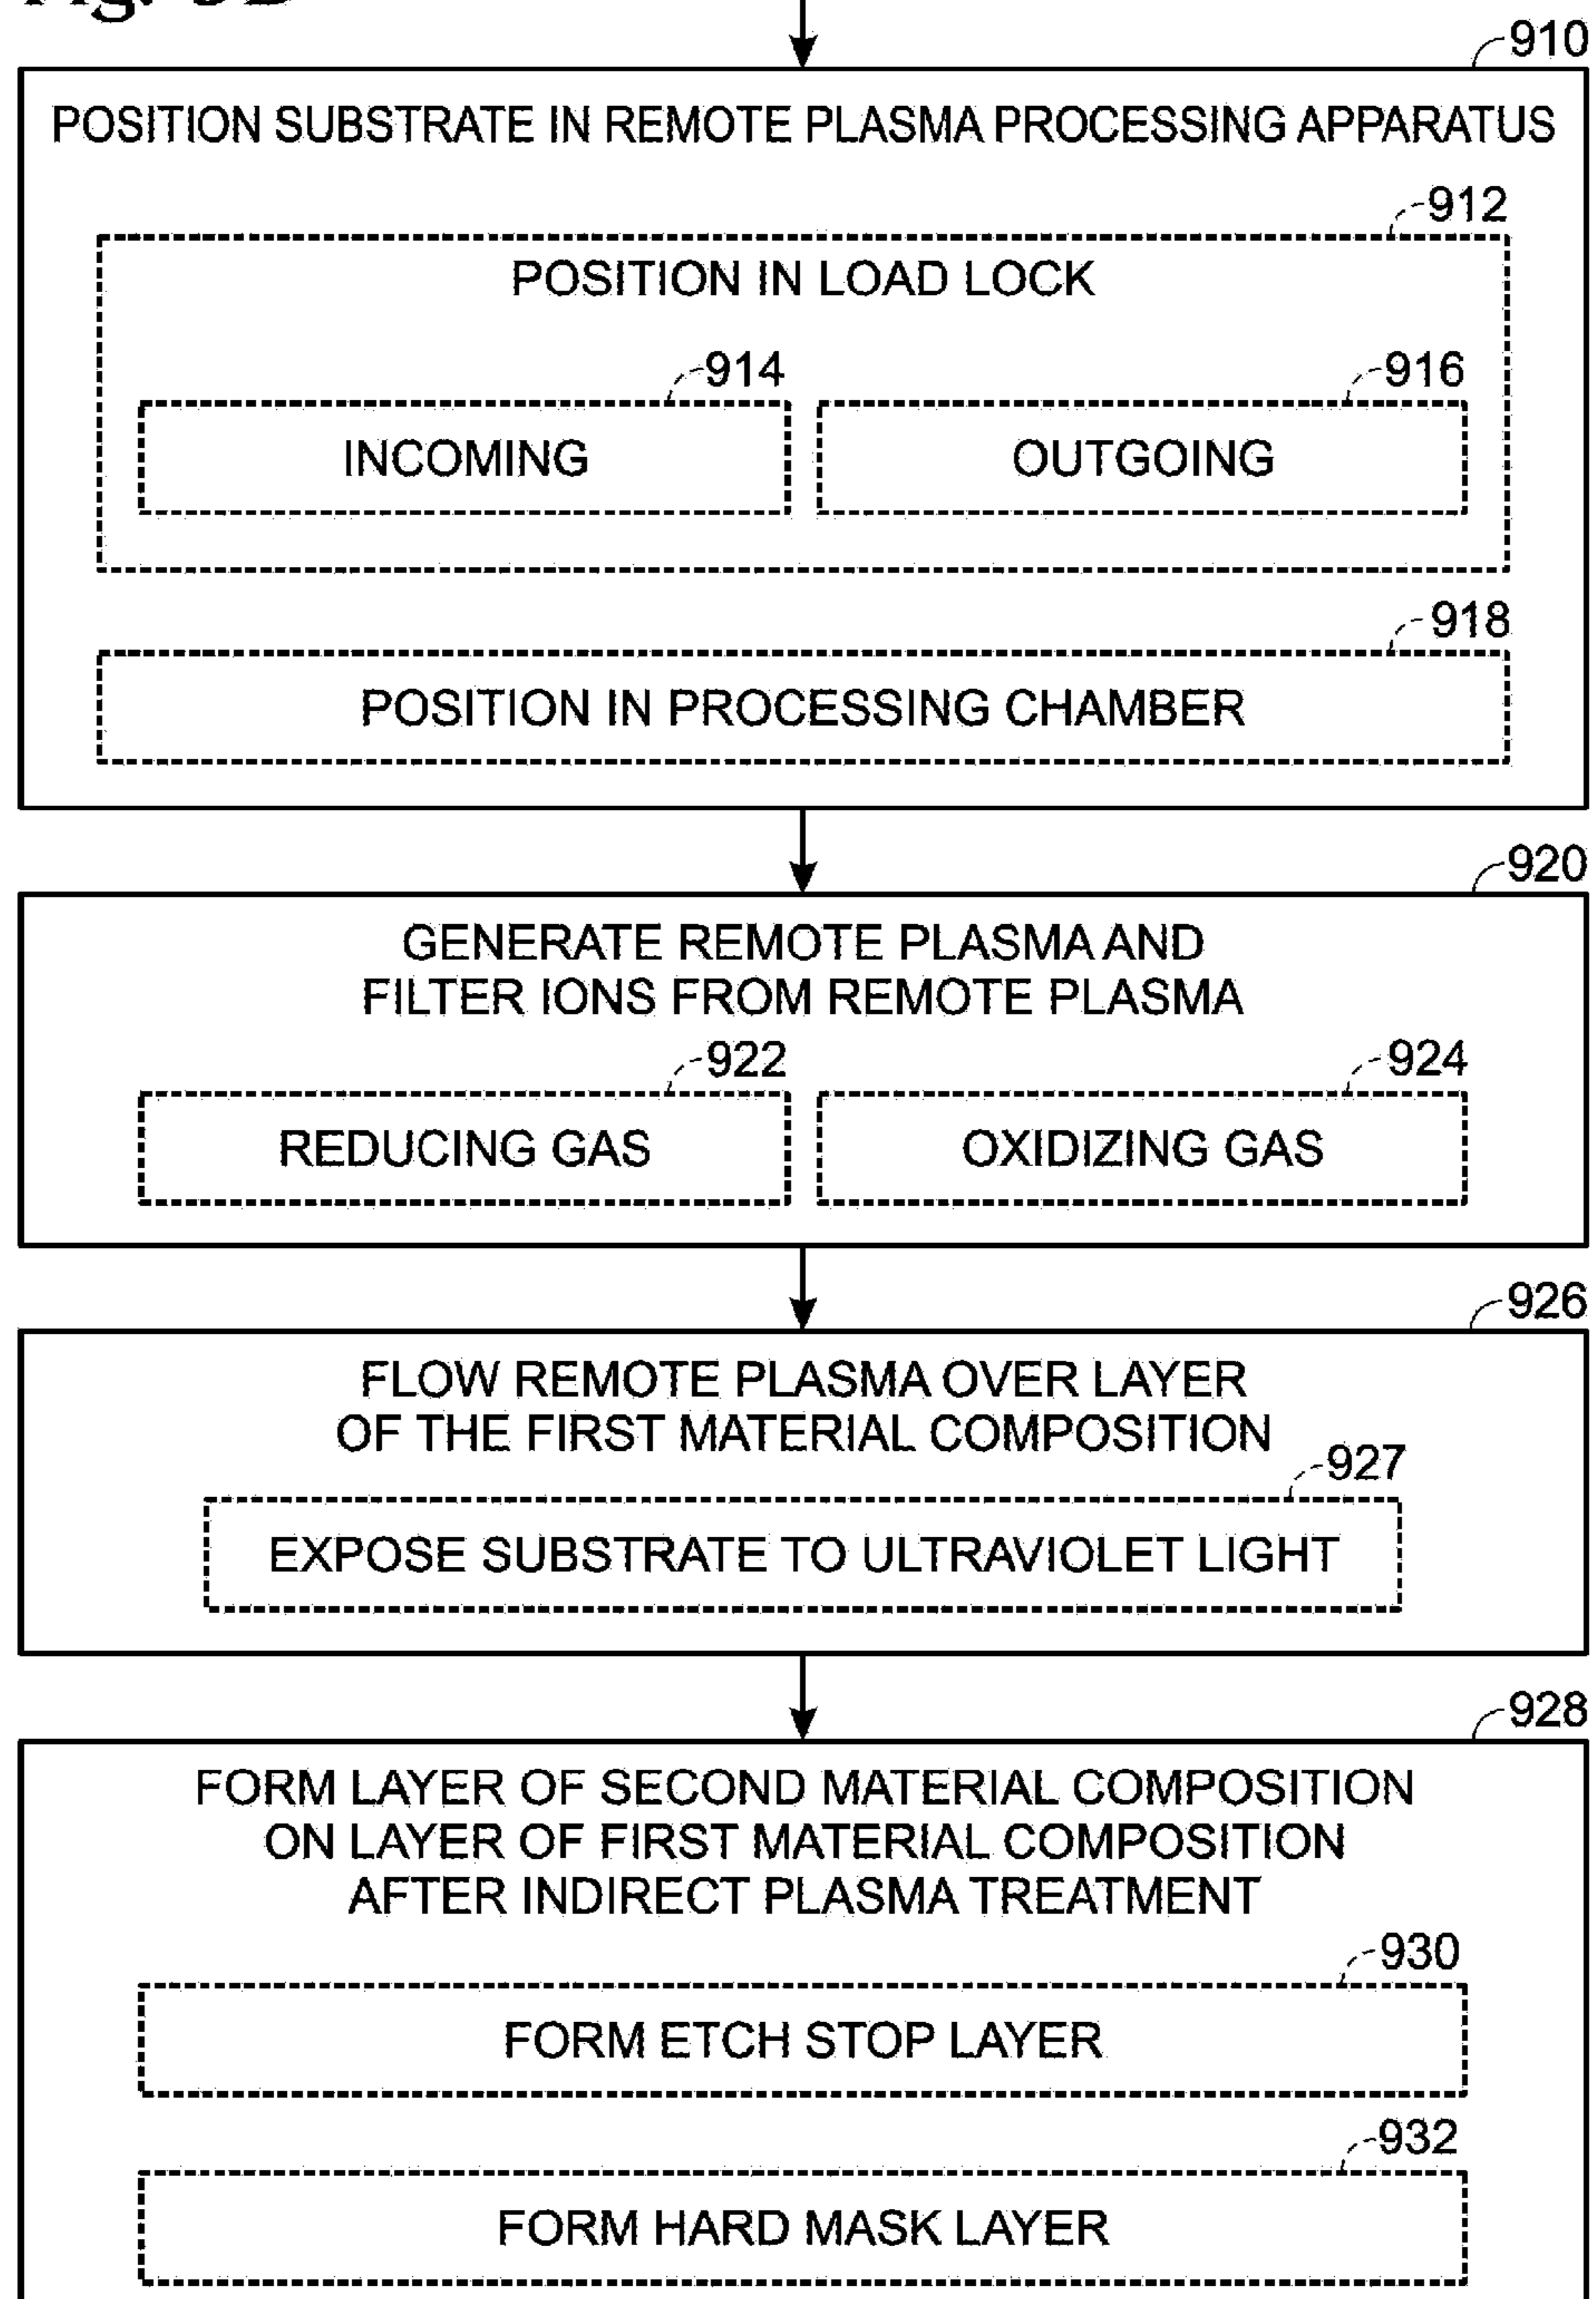 910
POSITION SUBSTRATE IN REMOTE PLASMA PROCESSING APPARATUS
912
POSITION IN LOAD LOCK
914
916
INCOMING
OUTGOING
918
POSITION IN PROCESSING CHAMBER
920
GENERATE REMOTE PLASMA AND
FILTER IONS FROM REMOTE PLASMA
922
924
REDUCING GAS
OXIDIZING GAS
926
FLOW REMOTE PLASMA OVER LAYER
OF THE FIRST MATERIAL COMPOSITION
927
EXPOSE SUBSTRATE TO ULTRAVIOLET LIGHT
928
FORM LAYER OF SECOND MATERIAL COMPOSITION
ON LAYER OF FIRST MATERIAL COMPOSITION
AFTER INDIRECT PLASMA TREATMENT
930
FORM ETCH STOP LAYER
932
FORM HARD MASK LAYER